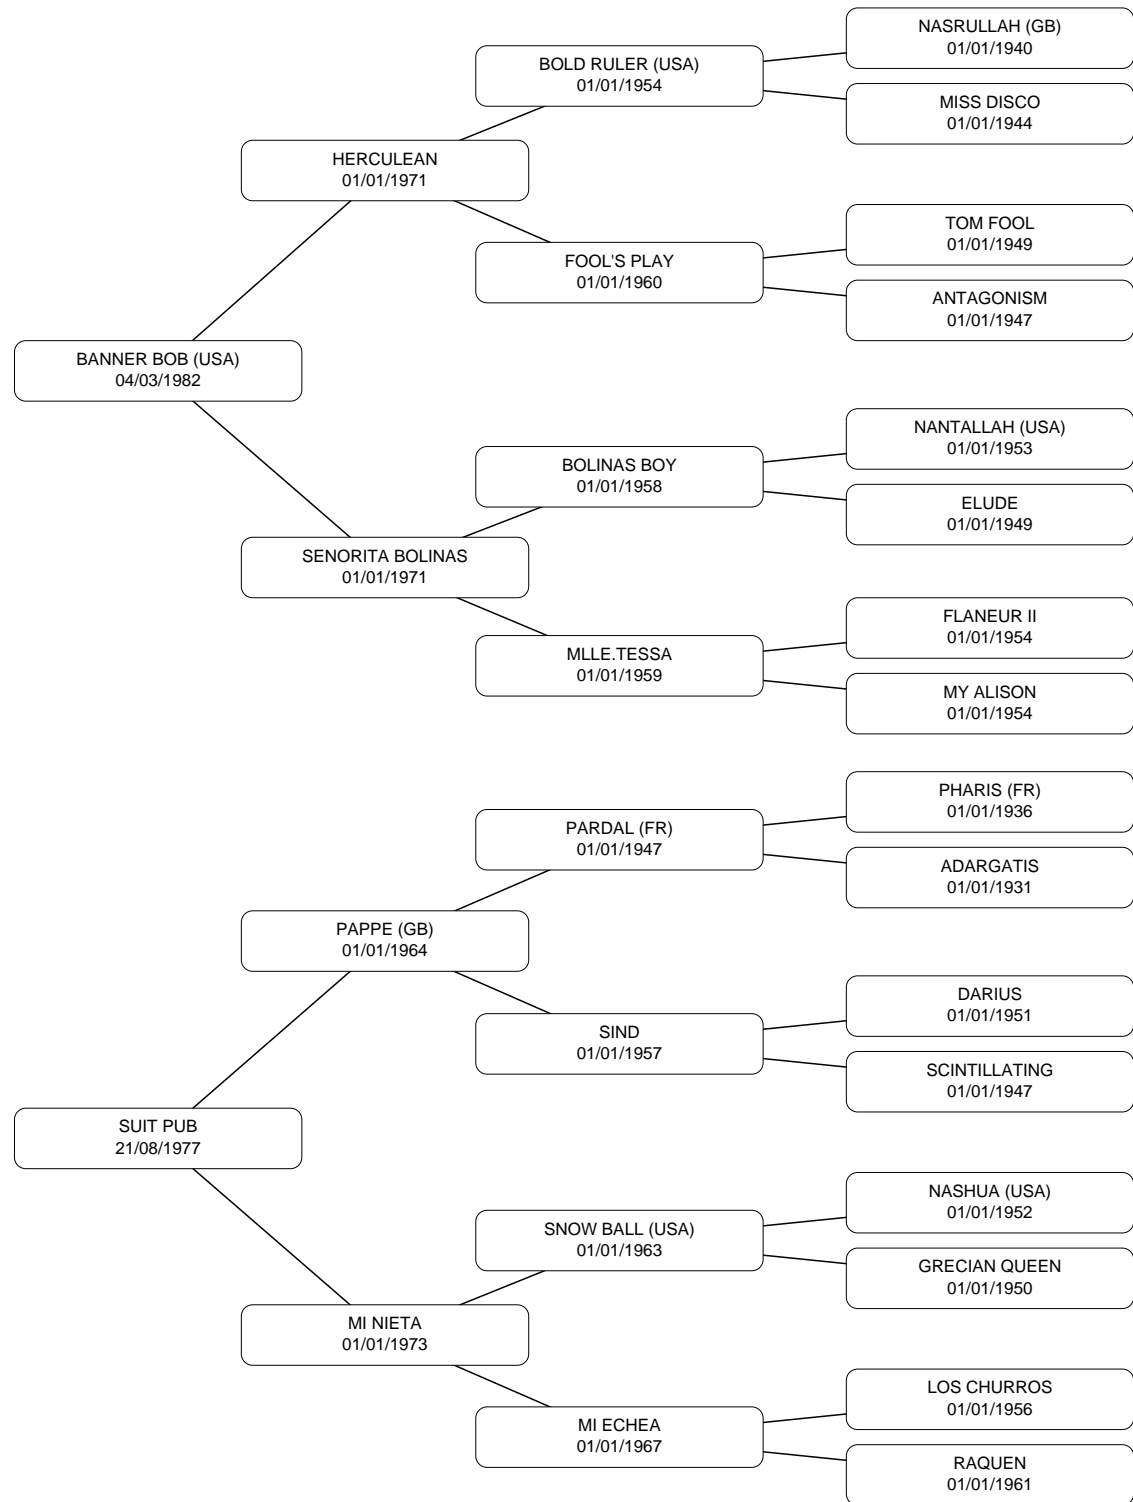 NASRULLAH (GB)
01/01/1940
BOLD RULER (USA)
01/01/1954
MISS DISCO
01/01/1944
HERCULEAN
01/01/1971
TOM FOOL
01/01/1949
FOOL'S PLAY
01/01/1960
ANTAGONISM
01/01/1947
BANNER BOB (USA)
04/03/1982
NANTALLAH (USA)
01/01/1953
BOLINAS BOY
01/01/1958
ELUDE
01/01/1949
SENORITA BOLINAS
01/01/1971
FLANEUR II
01/01/1954
MLLE.TESSA
01/01/1959
MY ALISON
01/01/1954
PHARIS (FR)
01/01/1936
PARDAL (FR)
01/01/1947
ADARGATIS
01/01/1931
PAPPE (GB)
01/01/1964
DARIUS
01/01/1951
SIND
01/01/1957
SCINTILLATING
01/01/1947
SUIT PUB
21/08/1977
NASHUA (USA)
01/01/1952
SNOW BALL (USA)
01/01/1963
GRECIAN QUEEN
01/01/1950
MI NIETA
01/01/1973
LOS CHURROS
01/01/1956
MI ECHEA
01/01/1967
RAQUEN
01/01/1961